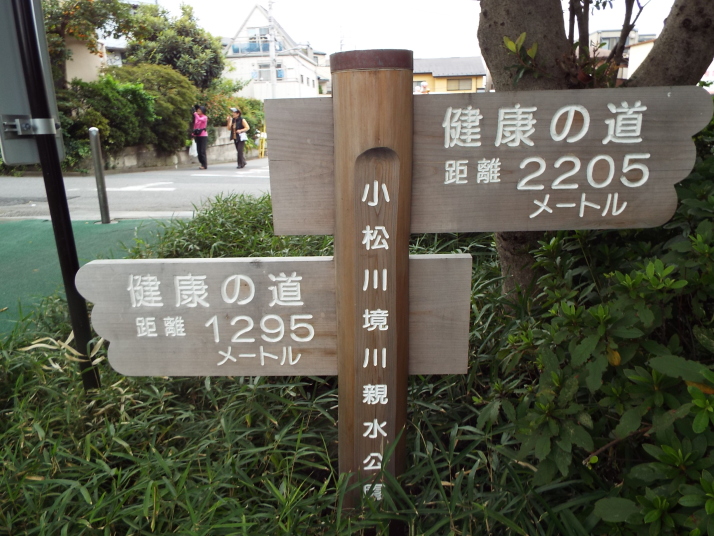 健康の道
距離 2205
メートル
小松川境川親水公園
健康の道
距離 1295
メートル